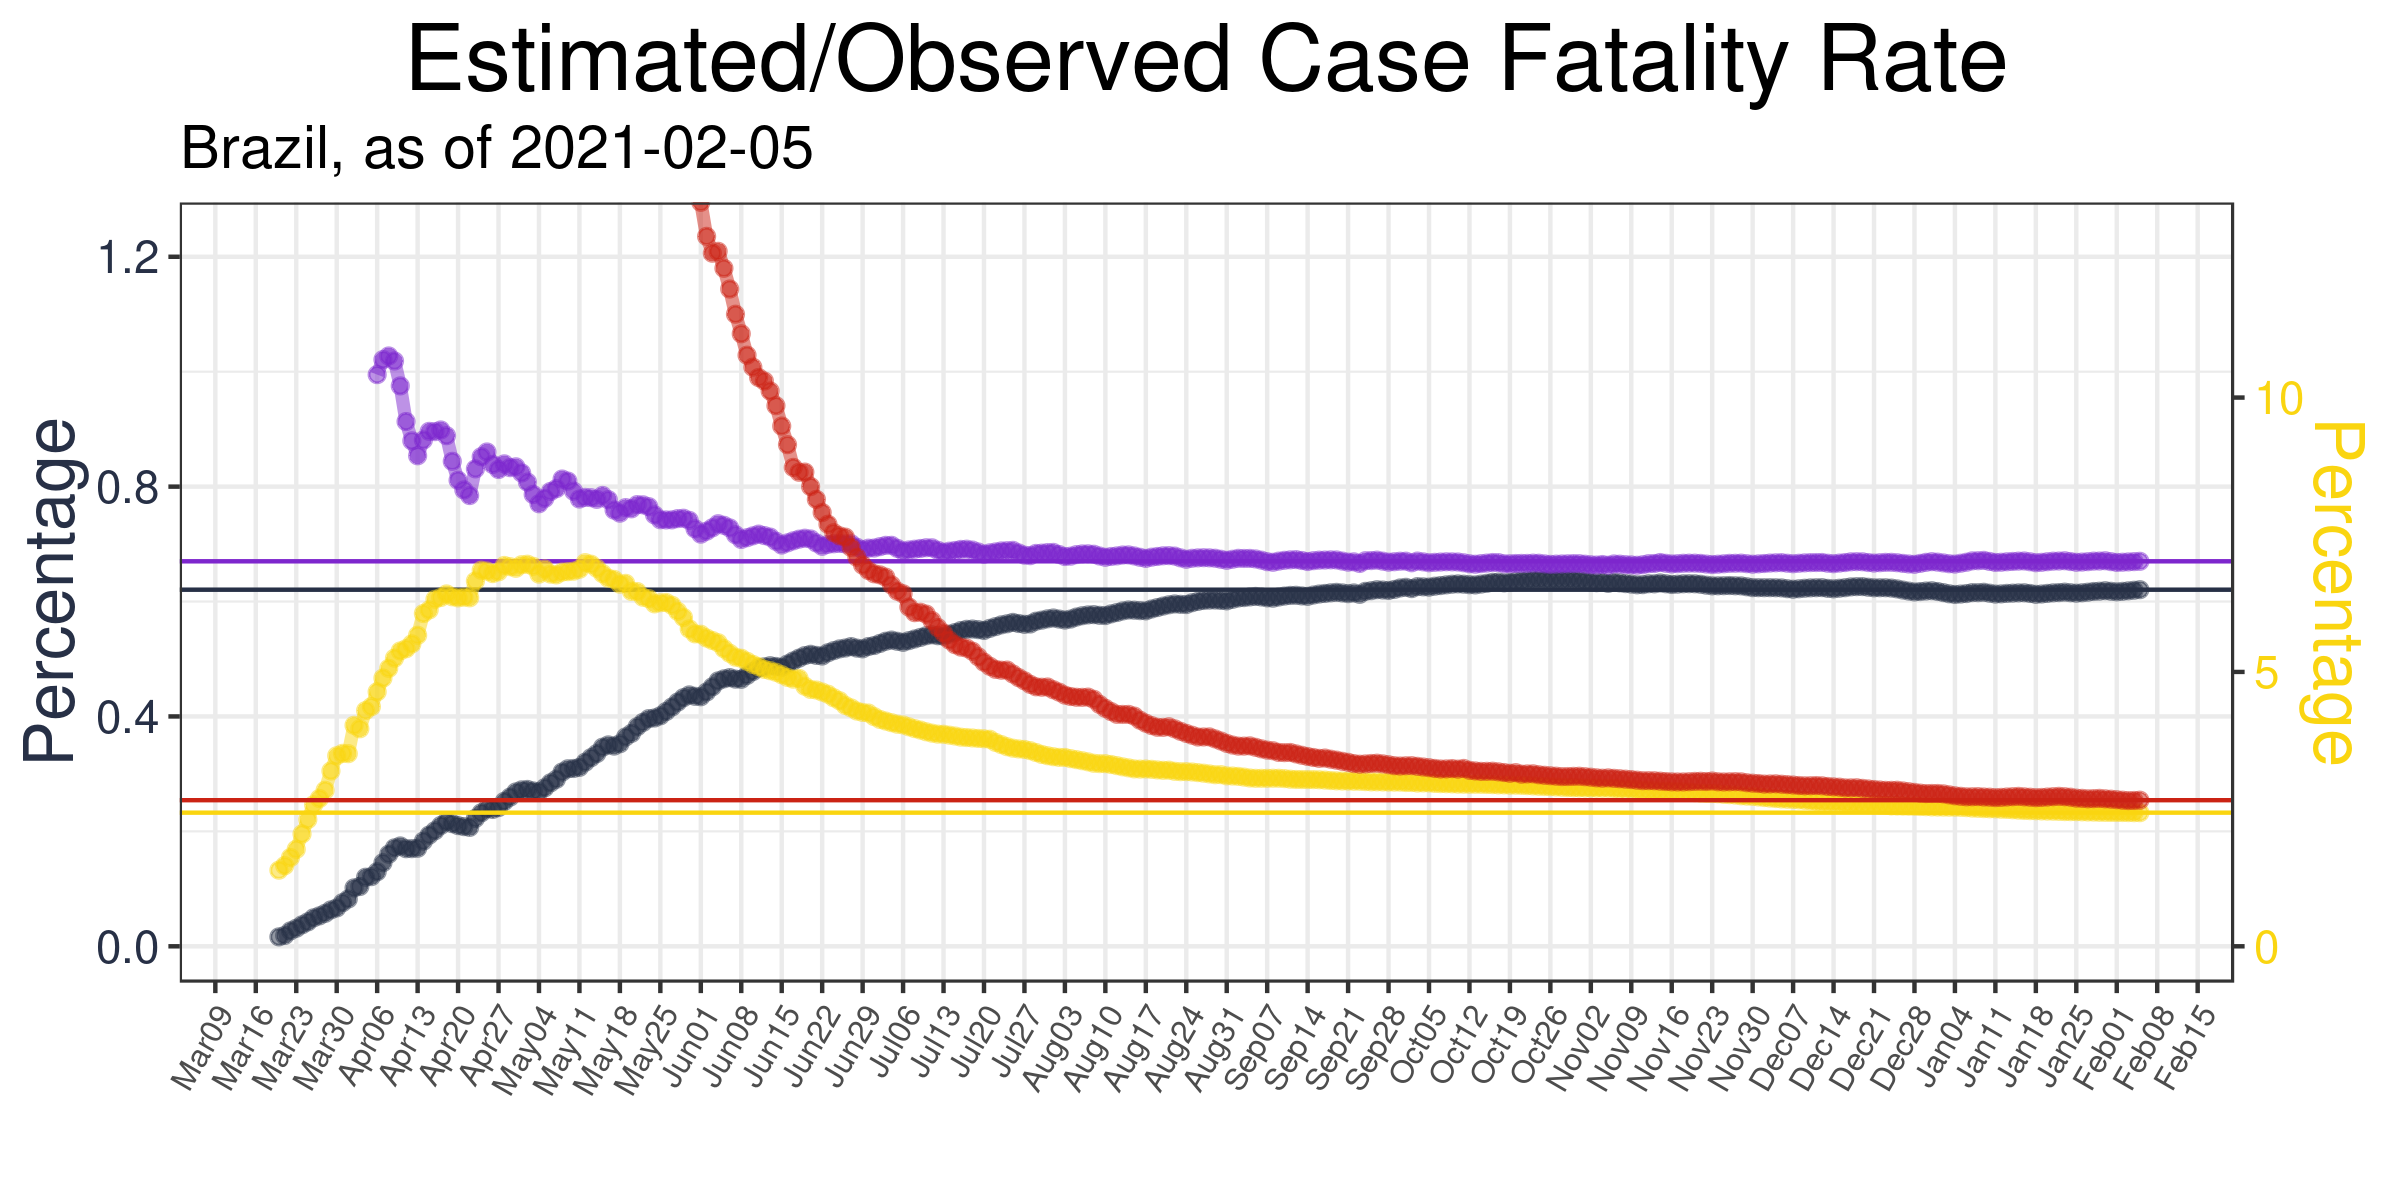 Estimated/Observed Case Fatality Rate
Brazil, as of 2021-02-05
Percentage
1.2
0.8
0.4
0.0
10
5
0
Percentage
Mar09
Mar16
Mar23
Mar30
Apr06
Apr13
Apr20
Apr27
May04
May11
May18
May25
Jun01
Jun08
Jun15
Jun22
Jun29
Jul06
Jul13
Jul20
Jul27
Aug03
Aug10
Aug17
Aug24
Aug31
Sep07
Sep14
Sep21
Sep28
Oct05
Oct12
Oct19
Oct26
Nov02
Nov09
Nov16
Nov23
Nov30
Dec07
Dec14
Dec21
Dec28
Jan04
Jan11
Jan18
Jan25
Feb01
Feb08
Feb15